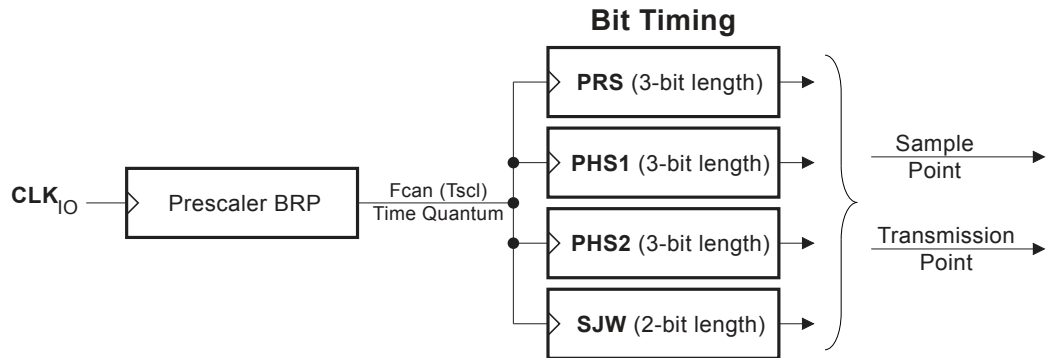 Bit Timing
PRS (3-bit length)
PHS1 (3-bit length)
PHS2 (3-bit length)
SJW (2-bit length)
CLKIO
Prescaler BRP
Fcan (Tscl)
Time Quantum
Sample
Point
Transmission
Point